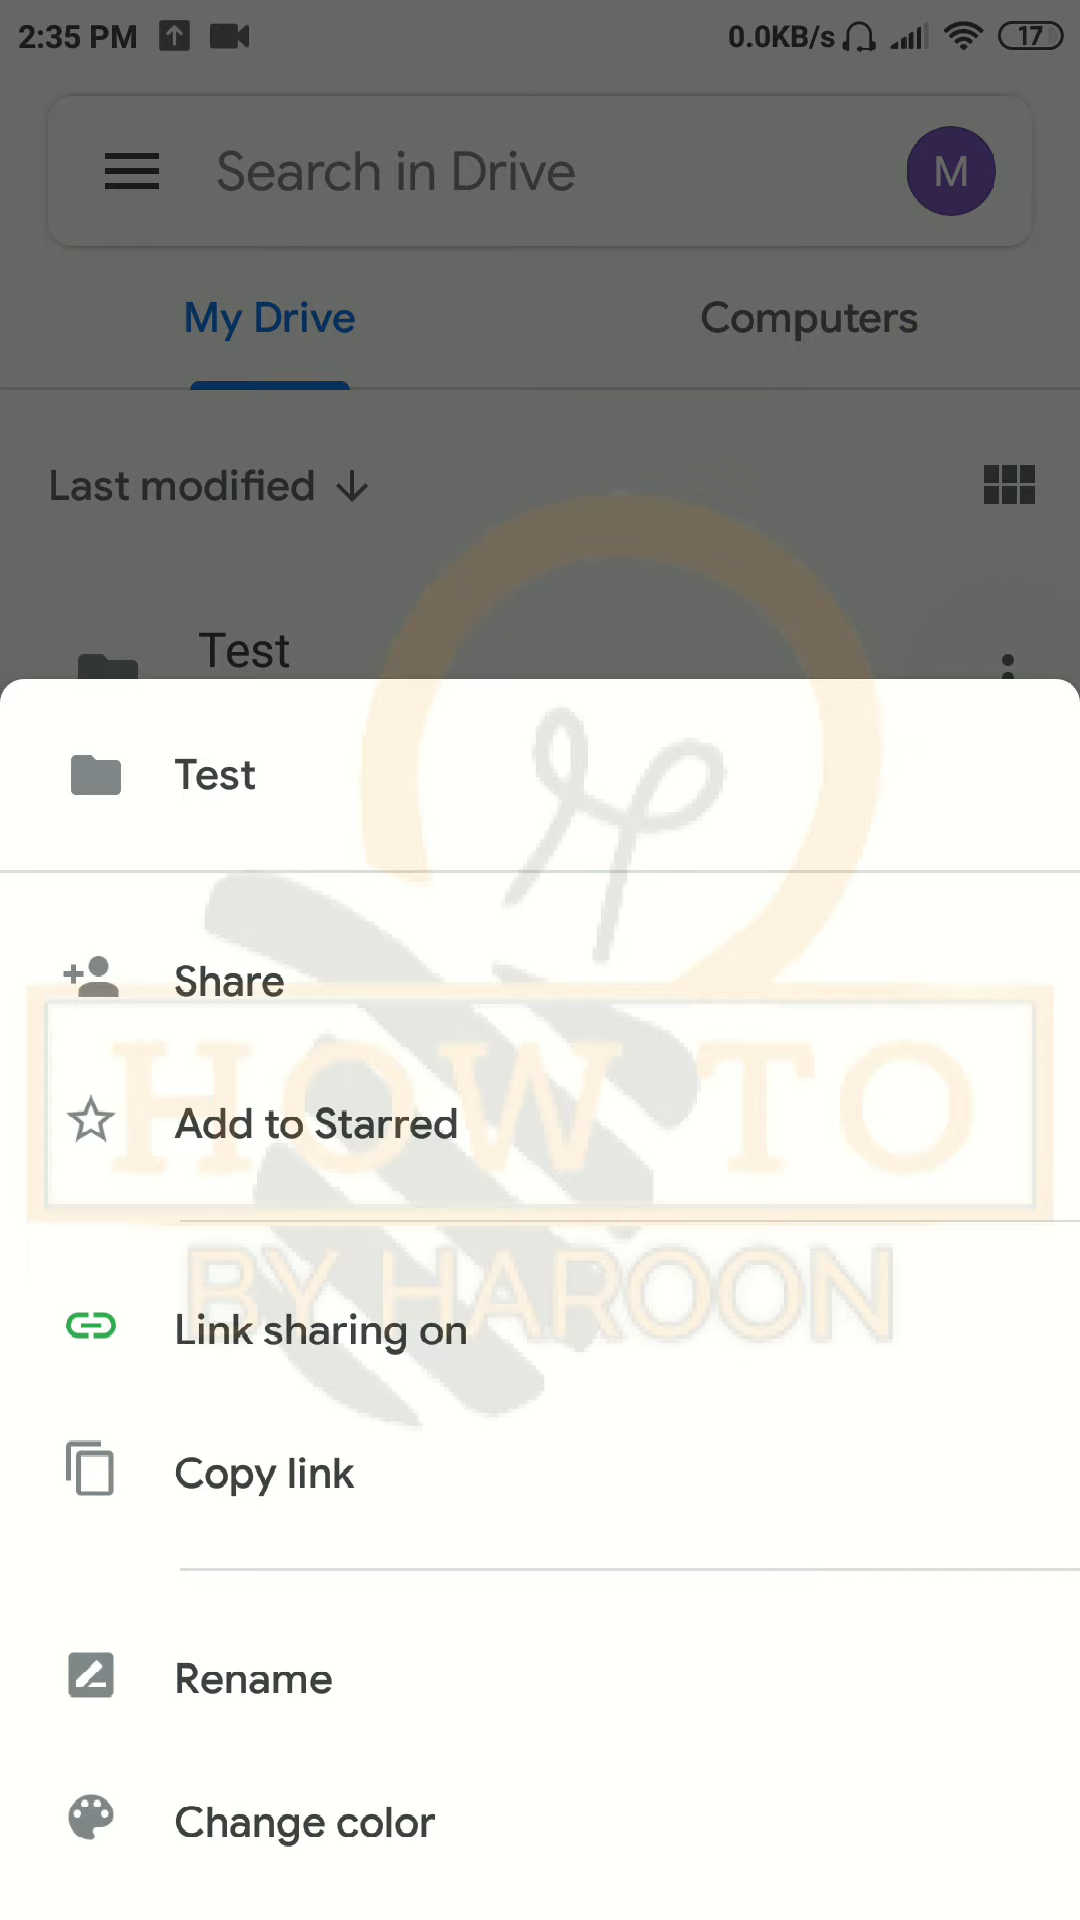 2:35 PM 0.0KB/s 17
Search in Drive M
My Drive Computers
Last modified
Test
Test
Share
HOW TO
Add to Starred
BY HAROON
Link sharing on
Copy link
Rename
Change color